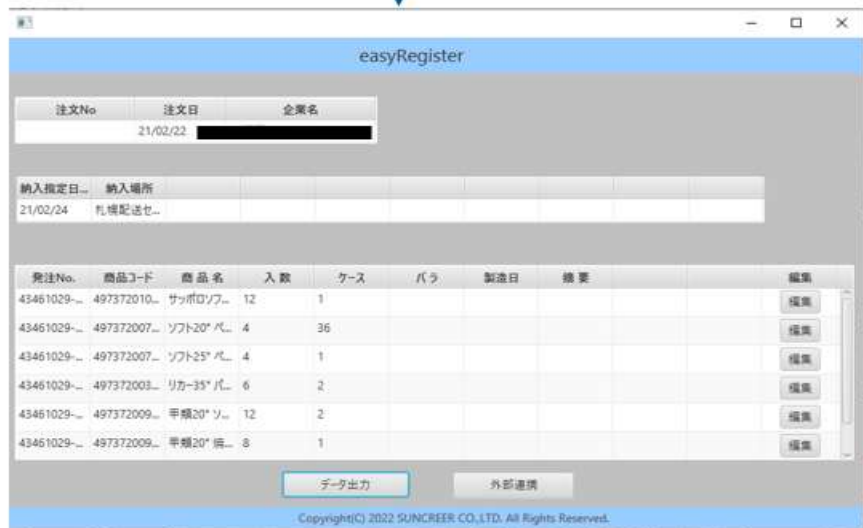 easyRegister
注文No 注文日 企業名
21/02/22
納入指定日... 納入場所
21/02/24 札幌配送セ...
発注No. 商品コード 商品名 入数 ケース バラ 製造日 摘要 編集
43461029-... 497372010... サッポロソフ... 12 1 編集
43461029-... 497372007... ソフト20° ペ... 4 36 編集
43461029-... 497372007... ソフト25° ペ... 4 1 編集
43461029-... 497372003... リカー35° パ... 6 2 編集
43461029-... 497372009... 甲類20° ソ... 12 2 編集
43461029-... 497372009... 甲類20° 焼... 8 1 編集
データ出力 外部連携
Copyright(C) 2022 SUNCREER CO.,LTD. All Rights Reserved.